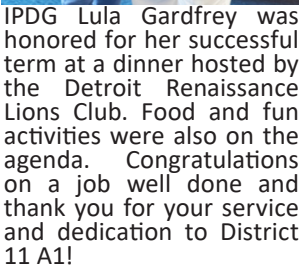 IPDG Lula Gardfrey was
honored for her successful
term at a dinner hosted by
the Detroit Renaissance
Lions Club. Food and fun
activities were also on the
agenda. Congratulations
on a job well done and
thank you for your service
and dedication to District
11 A1!